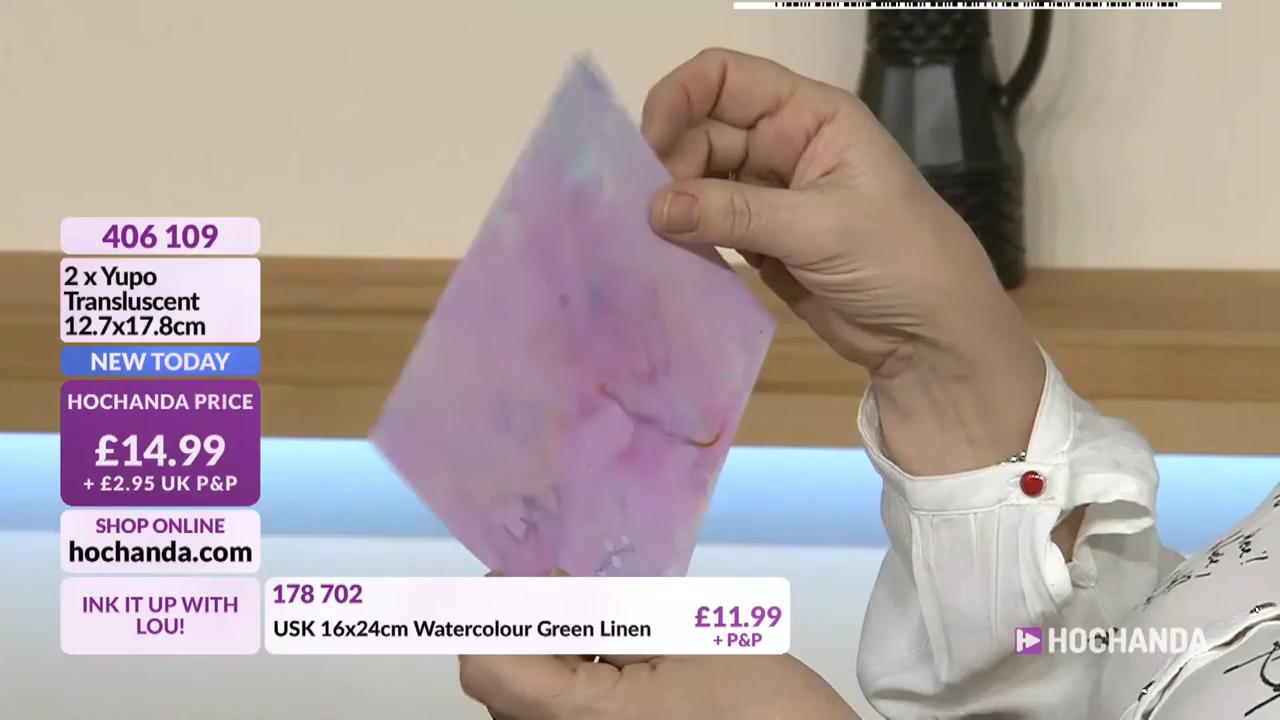 406 109
2 x Yupo
Transluscent
12.7x17.8cm
NEW TODAY
HOCHANDA PRICE
£14.99
+ £2.95 UK P&P
SHOP ONLINE
hochanda.com
INK IT UP WITH
LOU!
178 702
USK 16x24cm Watercolour Green Linen
£11.99
+ P&P
HOCHANDA